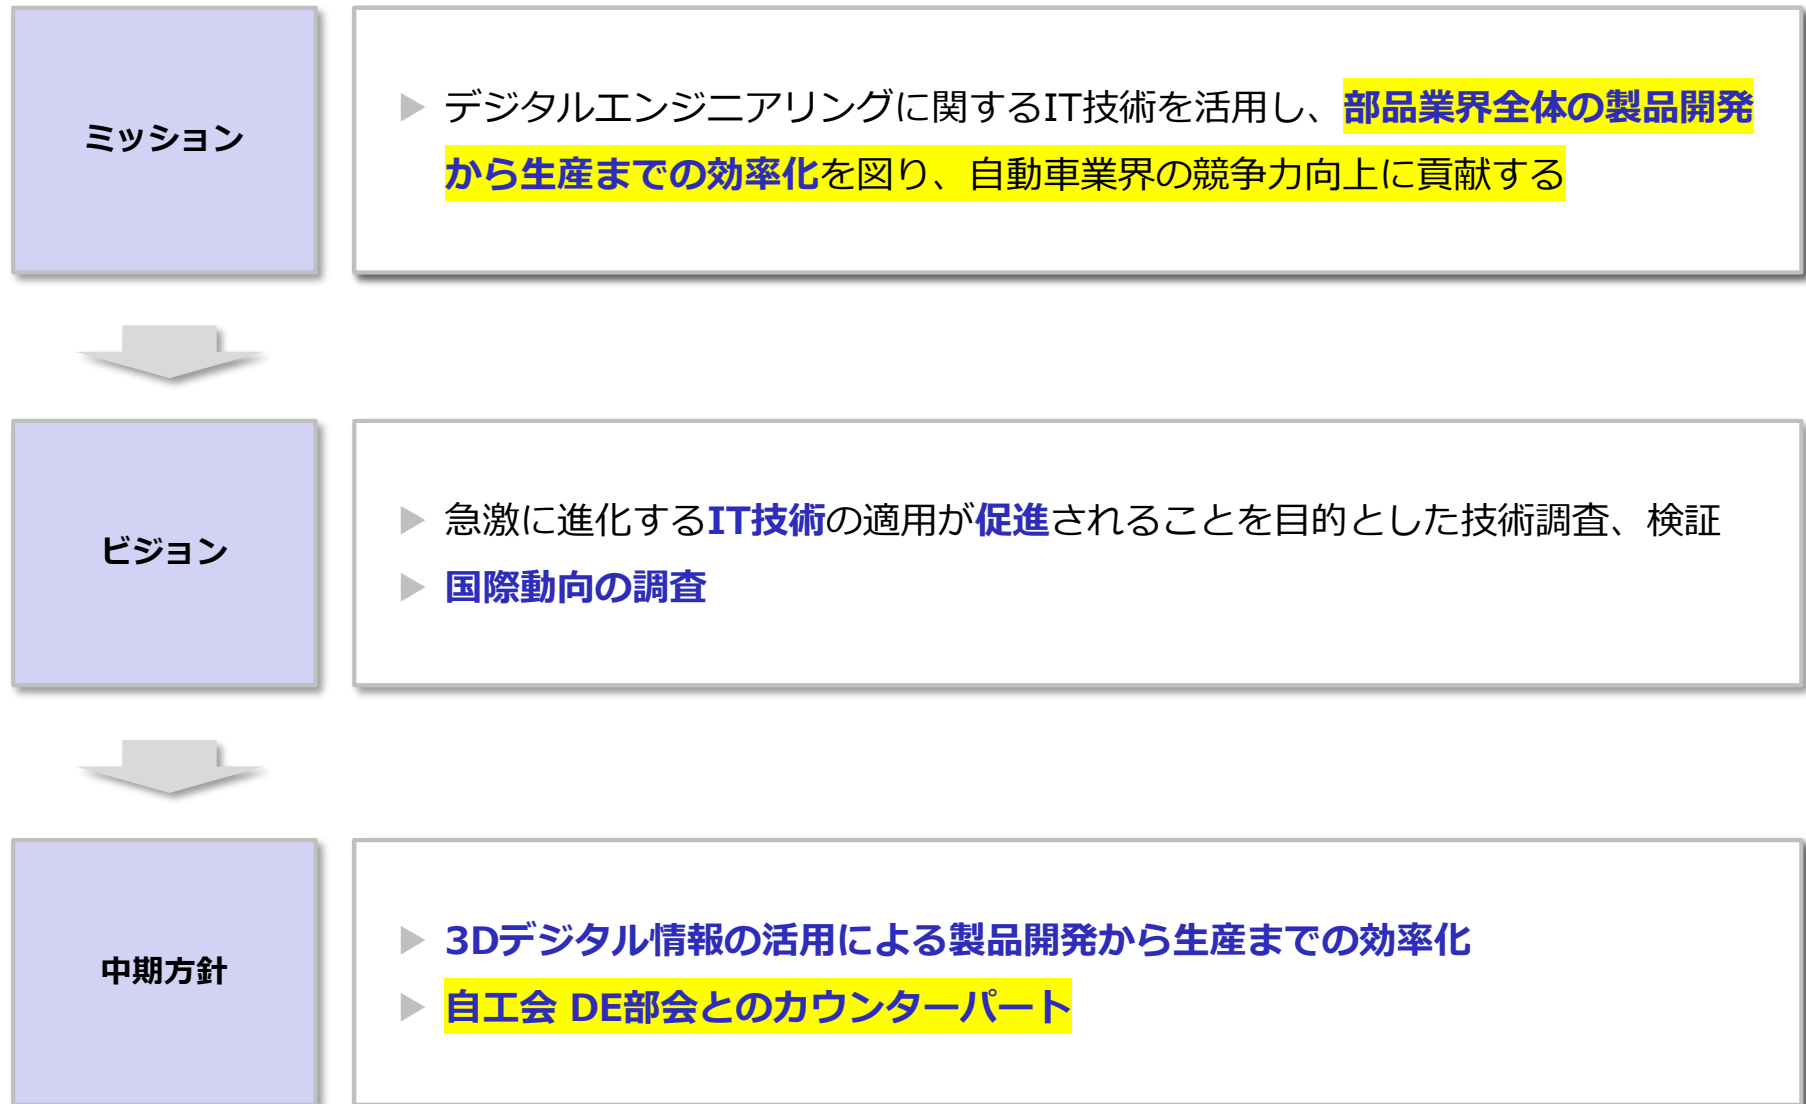 ミッション
▶ デジタルエンジニアリングに関するIT技術を活用し、部品業界全体の製品開発
から生産までの効率化を図り、自動車業界の競争力向上に貢献する
ビジョン
▶ 急激に進化するIT技術の適用が促進されることを目的とした技術調査、検証
▶ 国際動向の調査
中期方針
▶ 3Dデジタル情報の活用による製品開発から生産までの効率化
▶ 自工会 DE部会とのカウンターパート